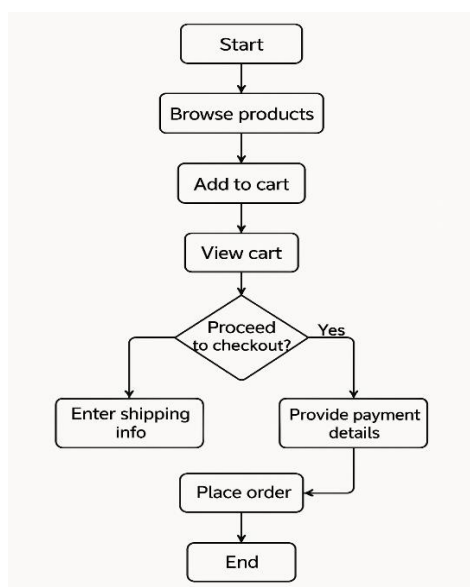 Start
Browse products
Add to cart
View cart
Proceed
to checkout?
Yes
Enter shipping
info
Provide payment
details
Place order
End